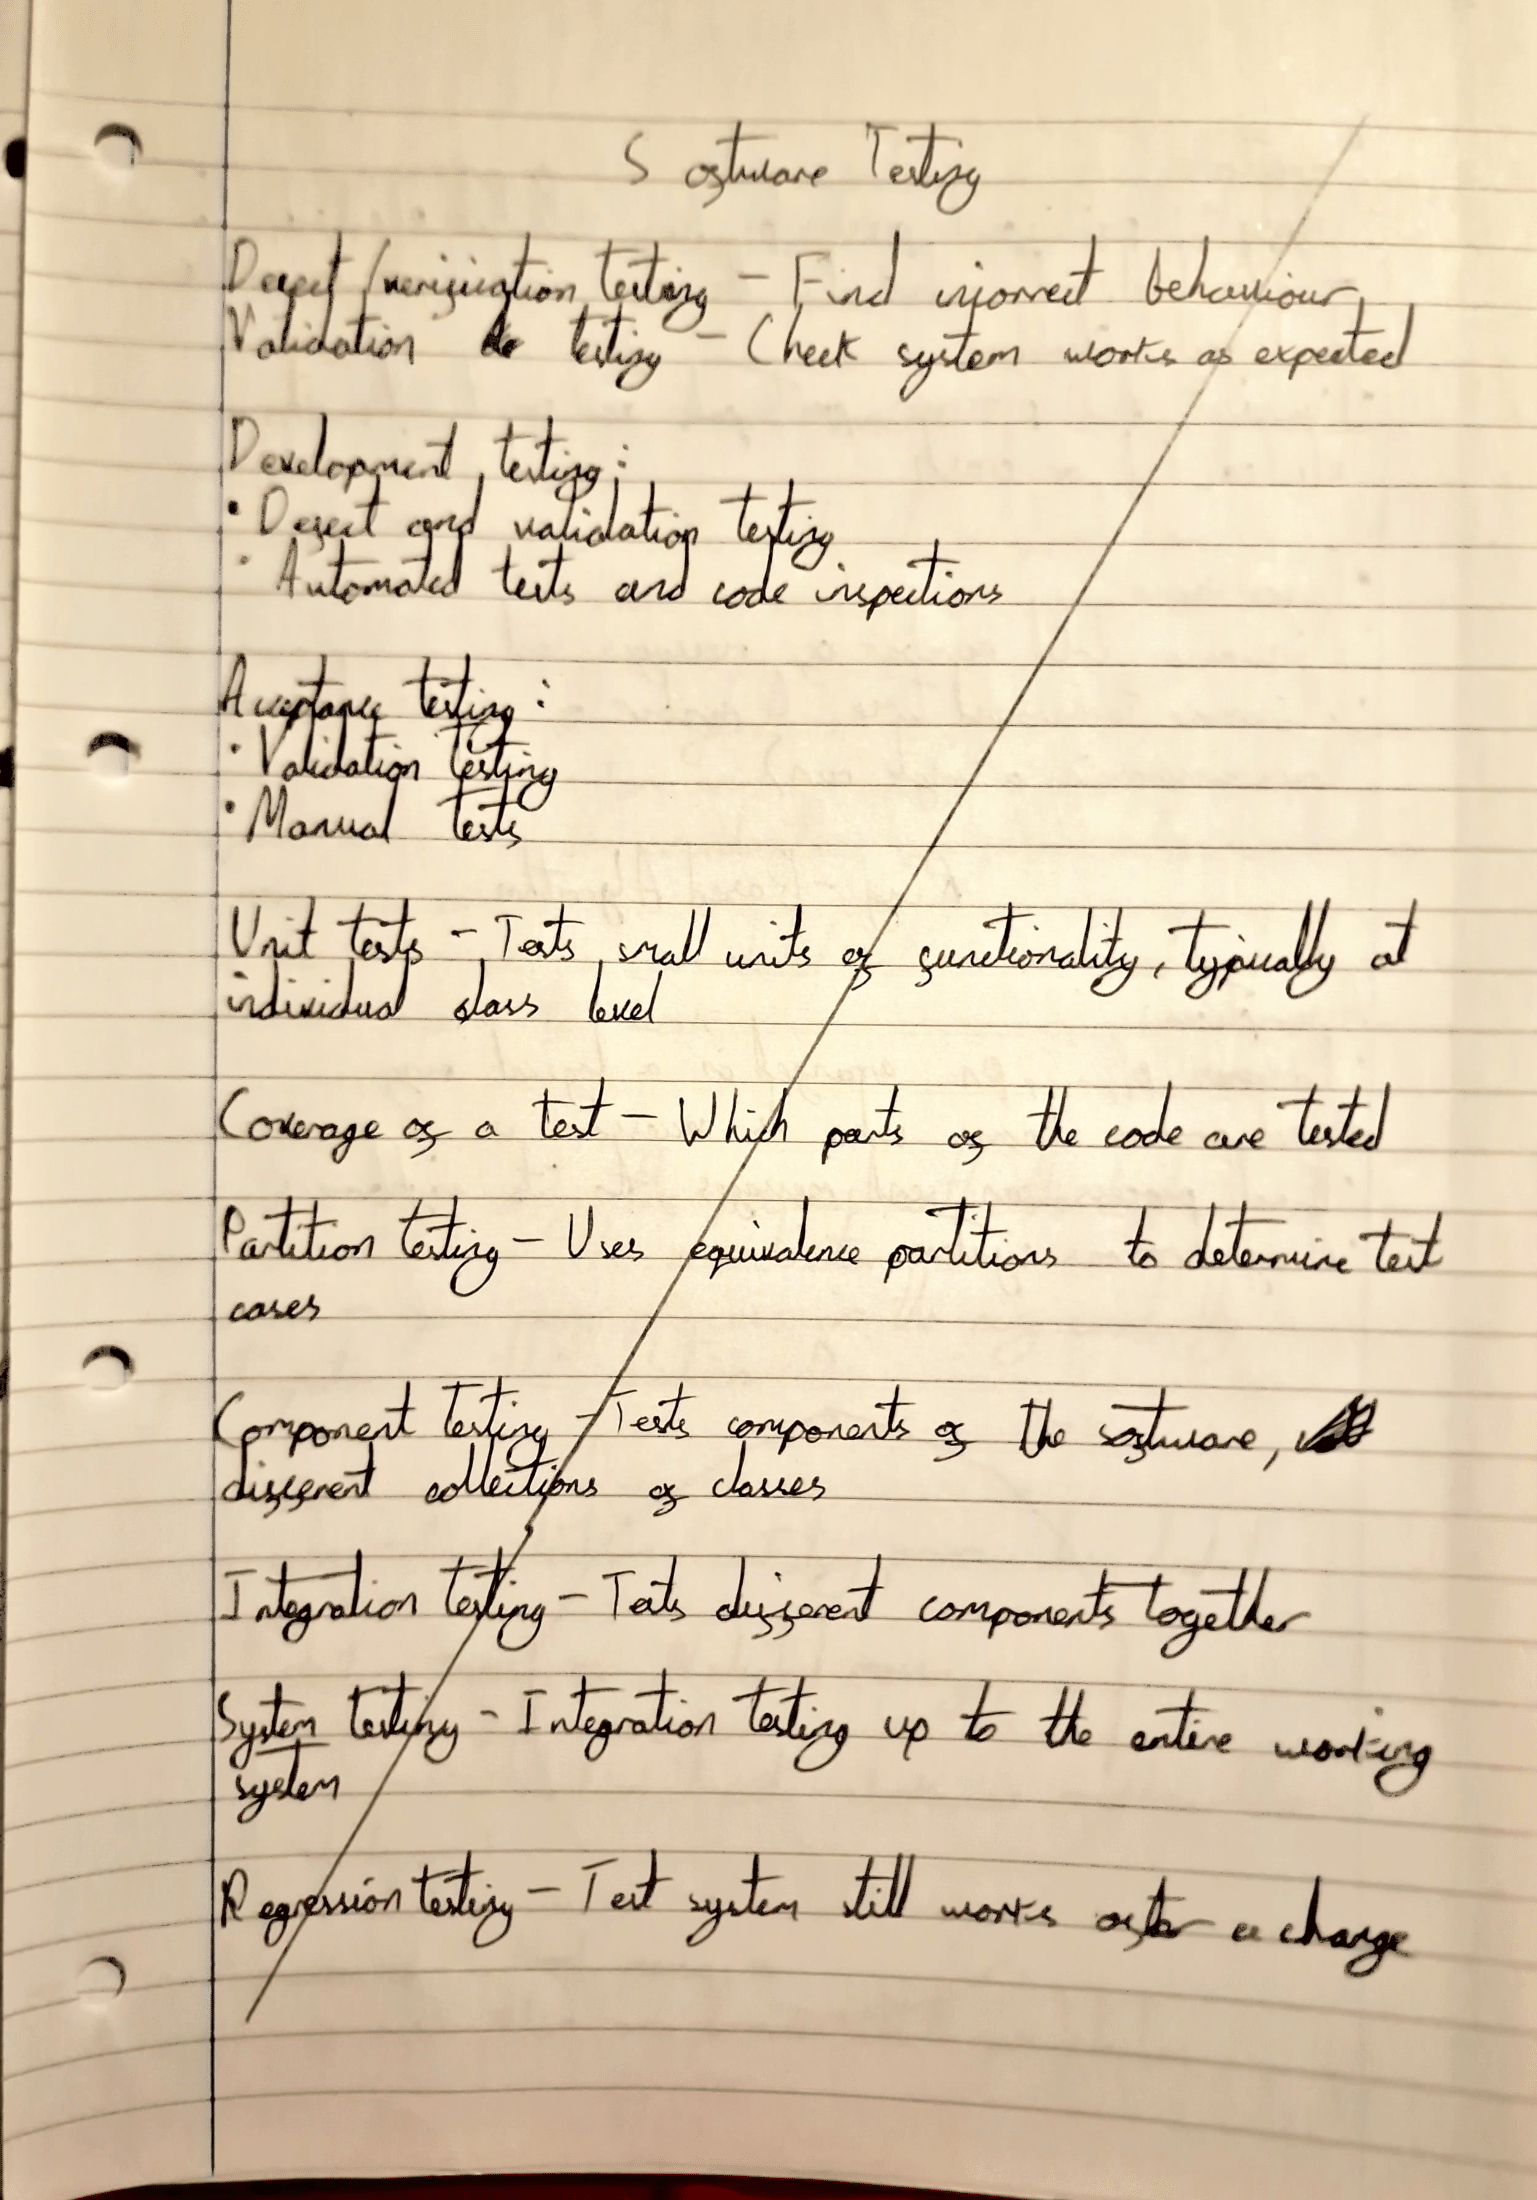 Software Testing
Defect/verification testing - Find incorrect behaviour
Validation testing - Check system works as expected
Development testing:
• Defect and validation testing
• Automated tests and code inspections
Acceptance testing:
• Validation testing
• Manual tests
Unit tests - Tests small units of functionality, typically at
individual class level
Coverage of a test - Which parts of the code are tested
Partition testing - Uses equivalence partitions to determine test
cases
Component testing - Tests components of the software,
different collections of classes
Integration testing - Tests different components together
System testing - Integration testing up to the entire working
system
Regression testing - Test system still works after a change